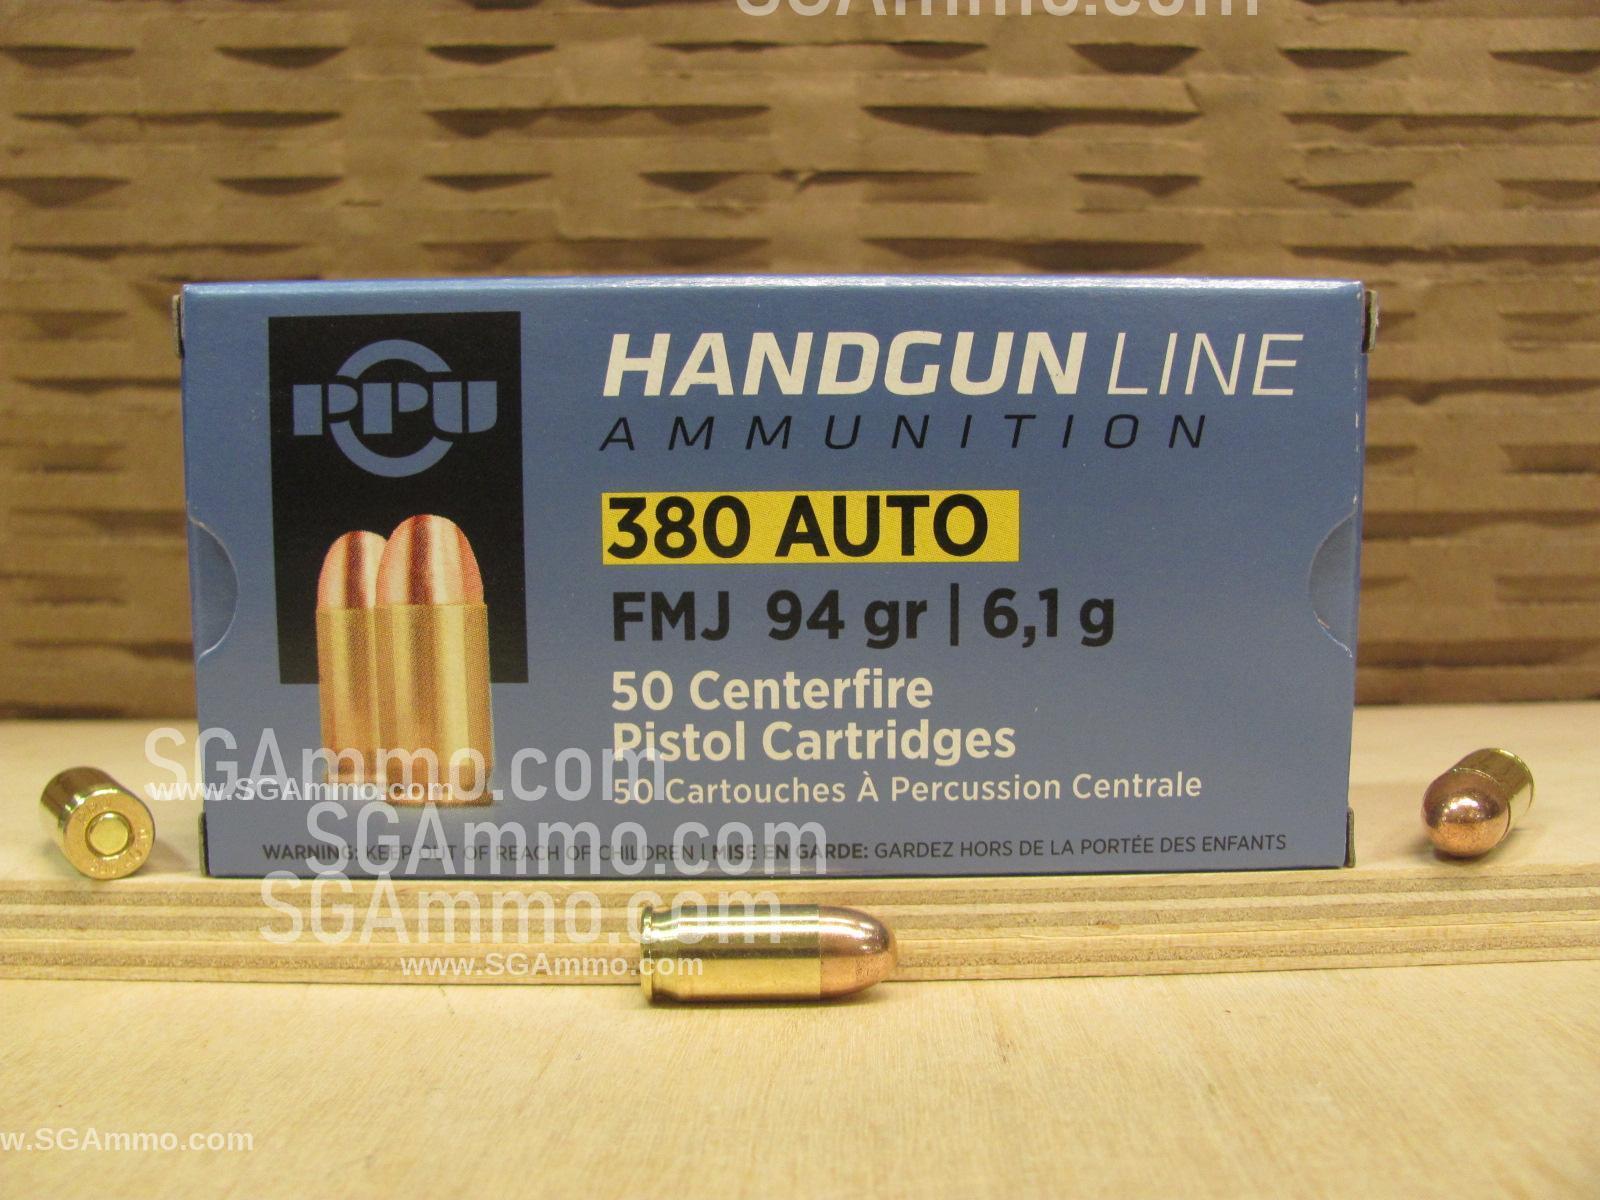 SGAmmo.com
PPU
HANDGUN LINE
AMMUNITION
380 AUTO
FMJ 94 gr | 6,1 g
50 Centerfire
Pistol Cartridges
50 Cartouches À Percussion Centrale
SGAmmo.com
www.SGAmmo.com
SGAmmo.com
WARNING: KEEP OUT OF REACH OF CHILDREN | MISE EN GARDE: GARDEZ HORS DE LA PORTÉE DES ENFANTS
SGAmmo.com
www.SGAmmo.com
w.SGAmmo.com